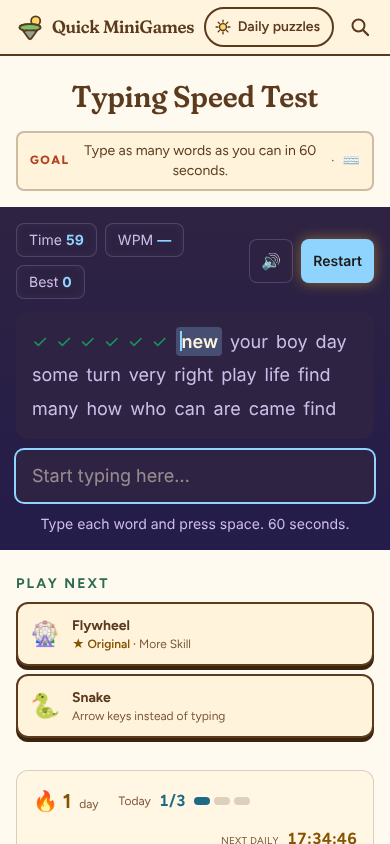 Quick MiniGames
Daily puzzles
Typing Speed Test
GOAL
Type as many words as you can in 60
seconds.
·
Time 59
WPM —
Best 0
Restart
✓ ✓ ✓ ✓ ✓ ✓ new your boy day
some turn very right play life find
many how who can are came find
Start typing here...
Type each word and press space. 60 seconds.
PLAY NEXT
Flywheel
★ Original · More Skill
Snake
Arrow keys instead of typing
1 day
Today 1/3
NEXT DAILY 17:34:46